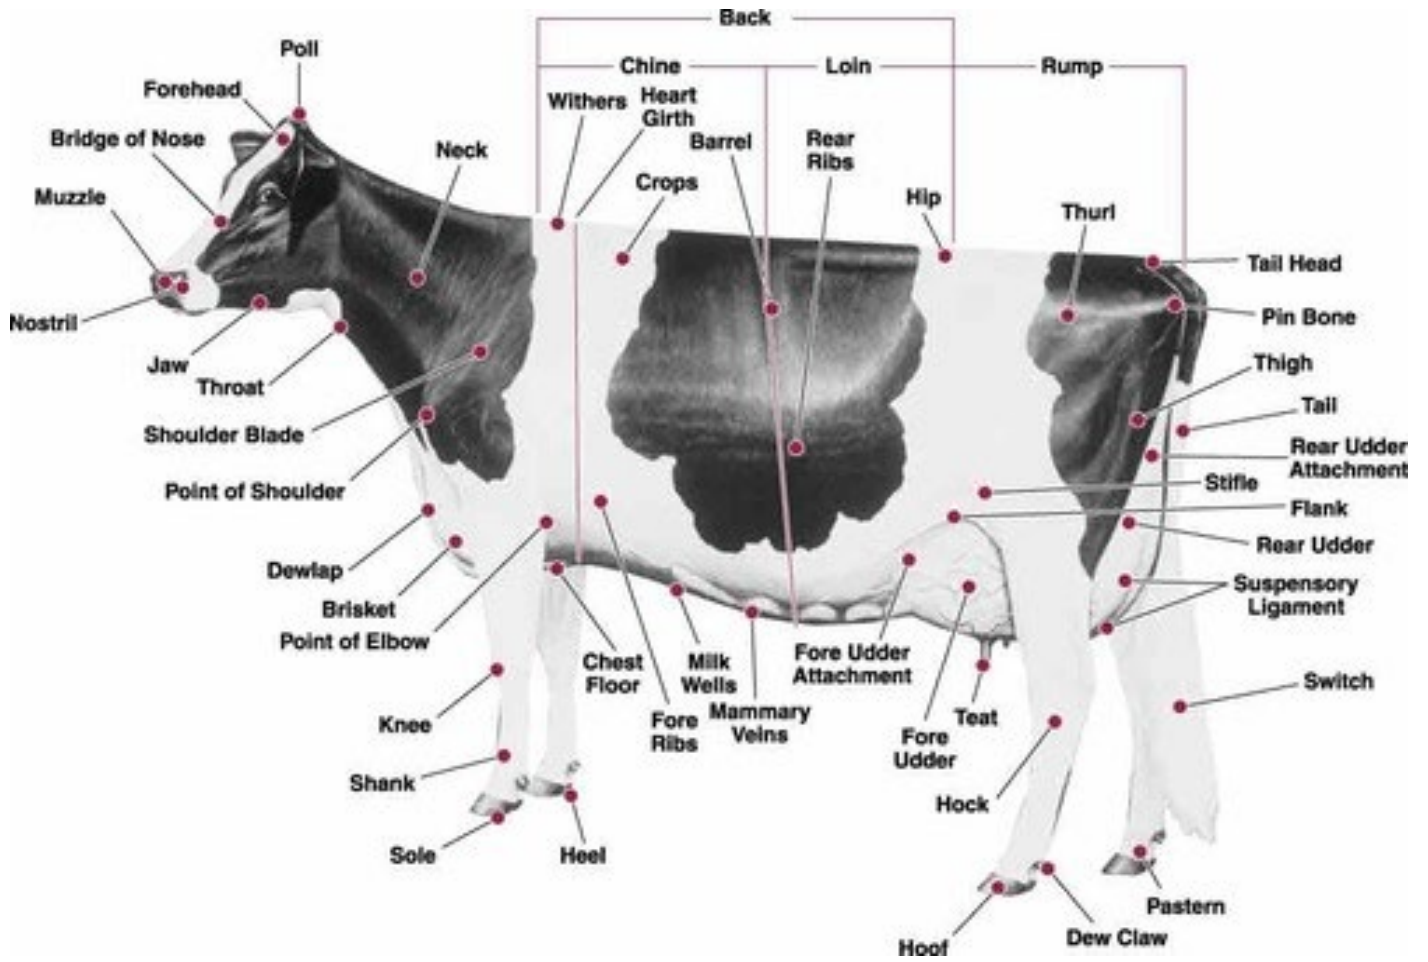 Back
Chine
Loin
Rump
Poll
Forehead
Bridge of Nose
Muzzle
Neck
Withers
Heart
Girth
Crops
Barrel
Rear
Ribs
Hip
Thurl
Tail Head
Pin Bone
Thigh
Tail
Rear Udder
Attachment
Stifle
Flank
Rear Udder
Suspensory
Ligament
Switch
Nostril
Jaw
Throat
Shoulder Blade
Point of Shoulder
Dewlap
Brisket
Point of Elbow
Chest
Floor
Fore
Ribs
Milk
Wells
Mammary
Veins
Fore Udder
Attachment
Fore
Udder
Teat
Knee
Shank
Sole
Heel
Hock
Hoof
Dew Claw
Pastern